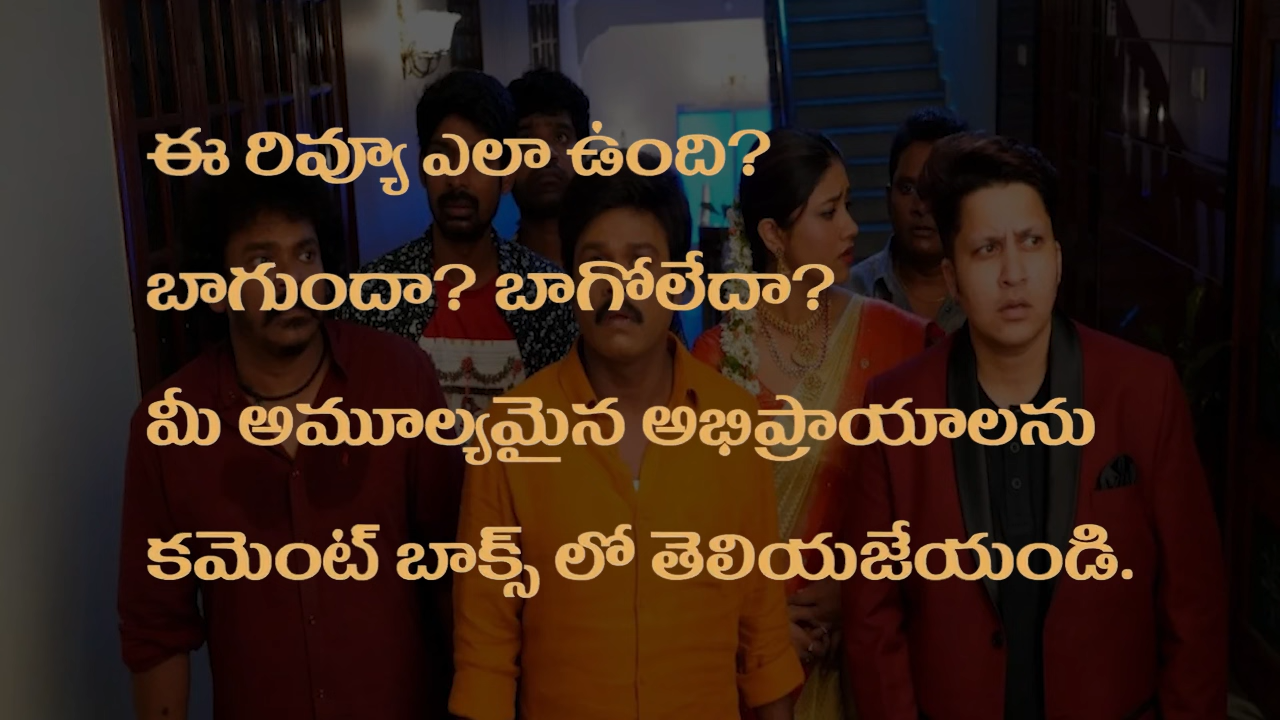 ఈ రివ్యూ ఎలా ఉంది?
బాగుందా? బాగోలేదా?
మీ అమూల్యమైన అభిప్రాయాలను
కమెంట్ బాక్స్ లో తెలియజేయండి.